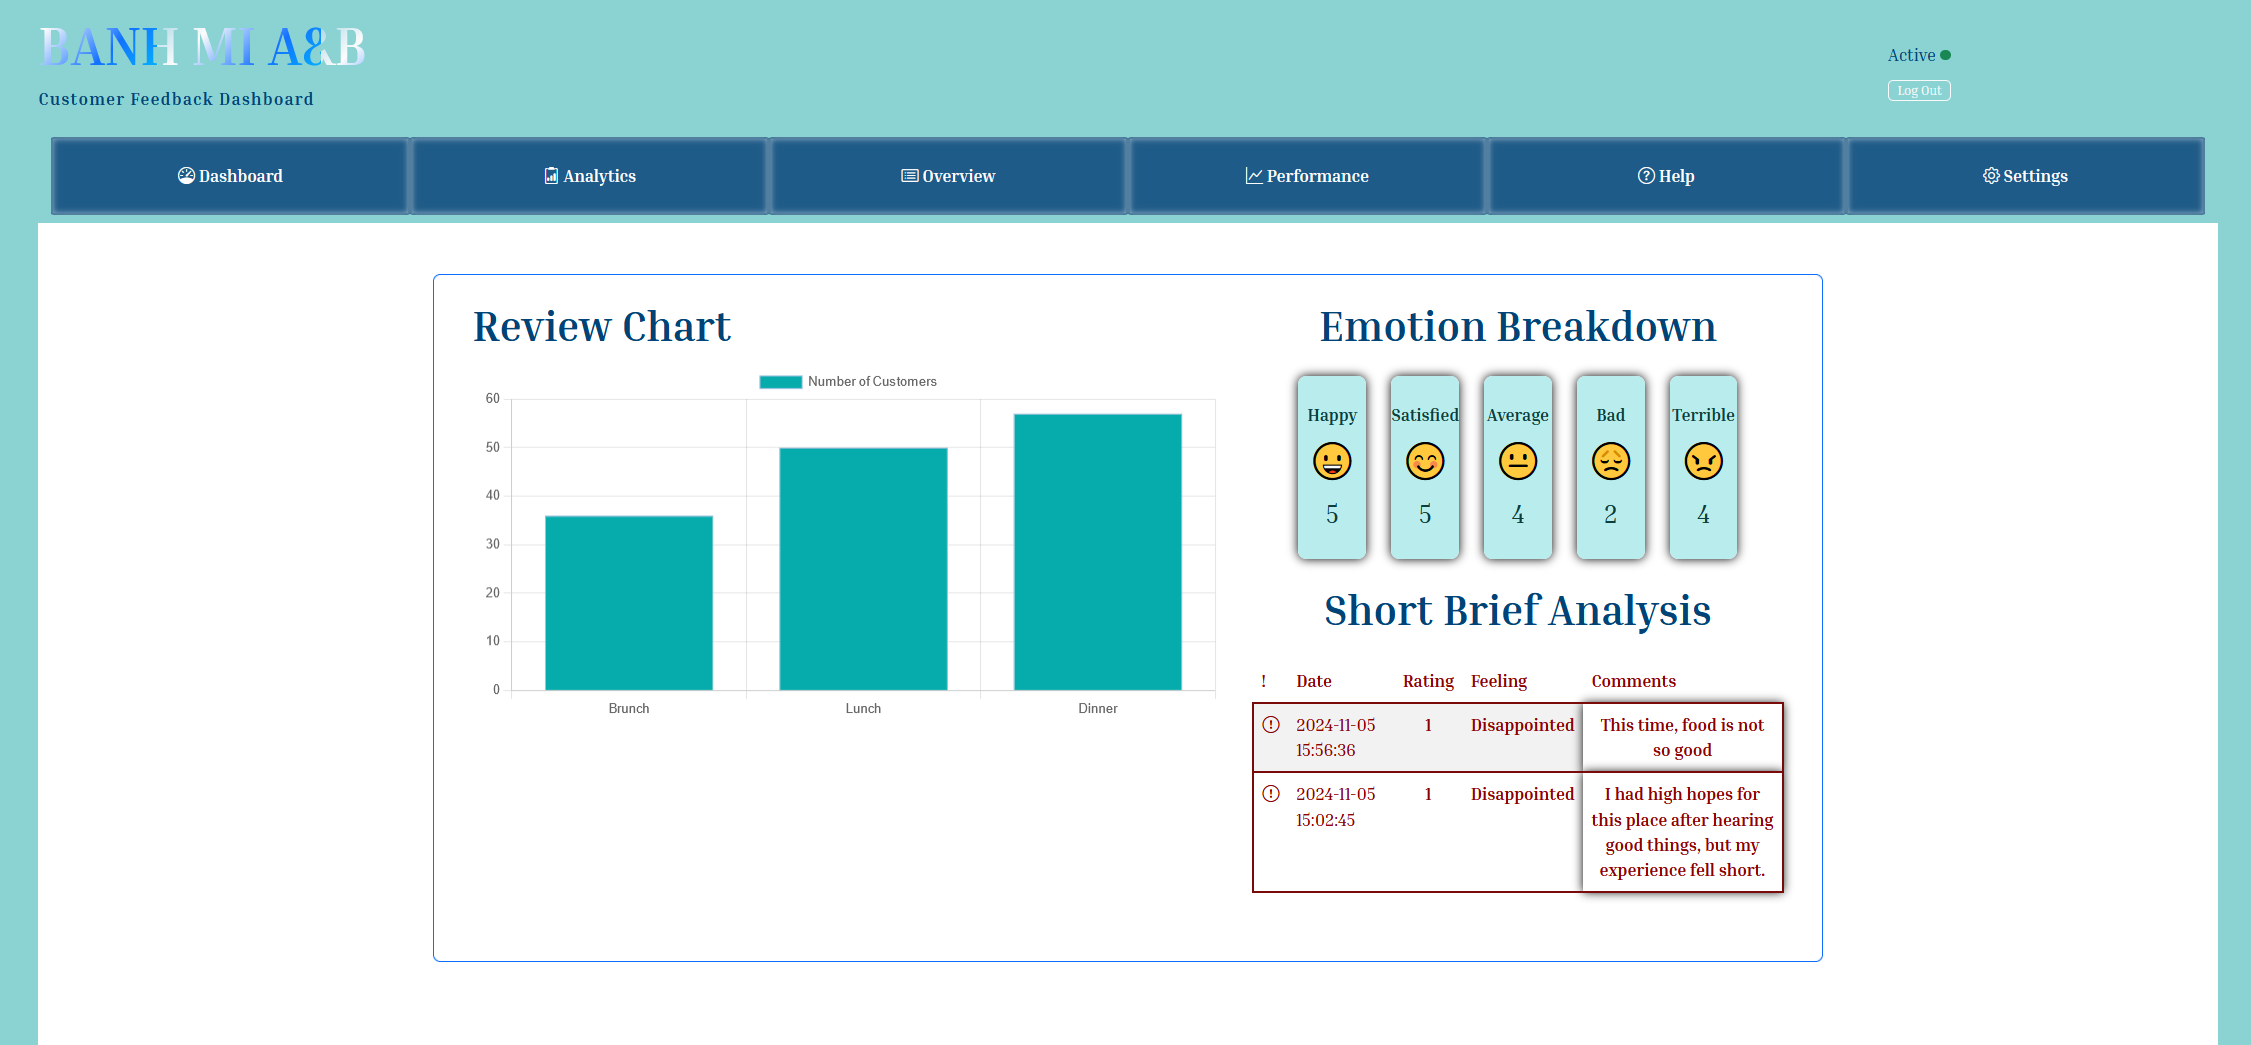 BANH MI A&B
Customer Feedback Dashboard
Active
Log Out
Dashboard
Analytics
Overview
Performance
Help
Settings
Review Chart
Number of Customers
60
50
40
30
20
10
0
Brunch
Lunch
Dinner
Emotion Breakdown
Happy
Satisfied
Average
Bad
Terrible
5
5
4
2
4
Short Brief Analysis
! Date Rating Feeling Comments
2024-11-05 1 Disappointed This time, food is not
15:56:36 so good
2024-11-05 1 Disappointed I had high hopes for
15:02:45 this place after hearing
good things, but my
experience fell short.